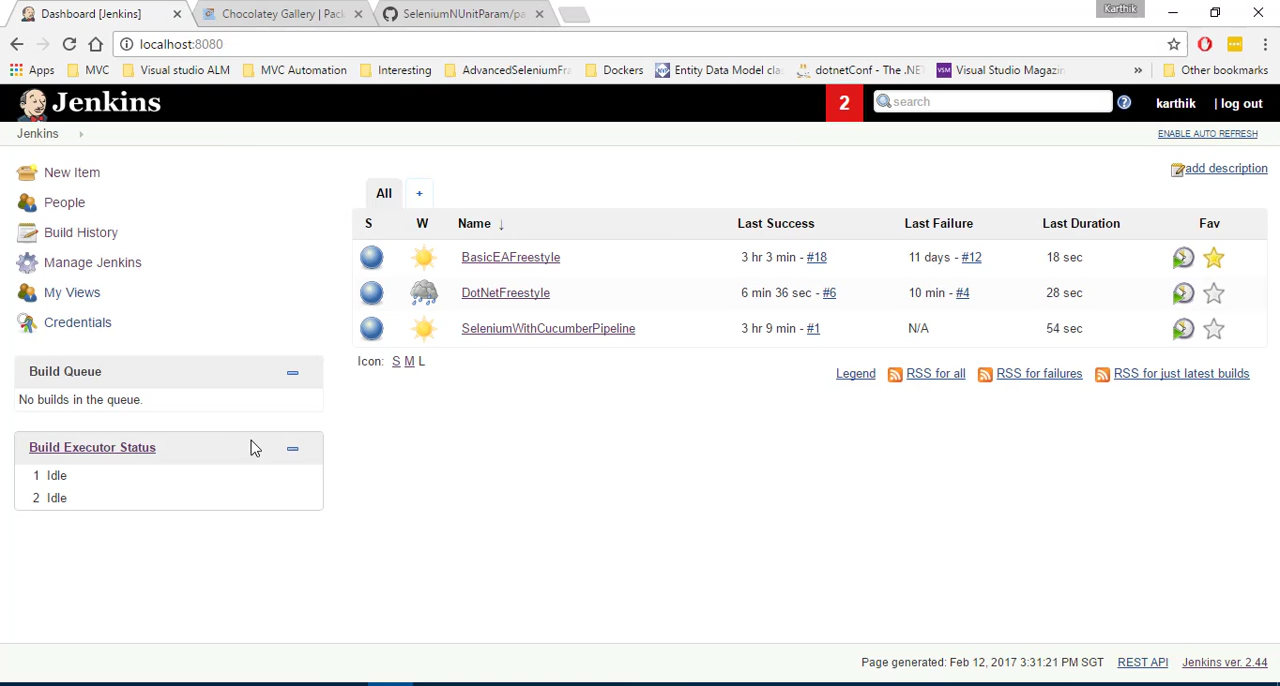 Dashboard [Jenkins]
Chocolatey Gallery | Pack
SeleniumNUnitParam/pa
Karthik
localhost:8080
Apps
MVC
Visual studio ALM
MVC Automation
Interesting
AdvancedSeleniumFra
Dockers
Entity Data Model cla
dotnetConf - The .NE
VSM
Visual Studio Magazin
»
Other bookmarks
Jenkins
2
search
karthik
| log out
Jenkins
ENABLE AUTO REFRESH
New Item
People
Build History
Manage Jenkins
My Views
Credentials
add description
All
+
S W Name ↓ Last Success Last Failure Last Duration Fav
BasicEAFreestyle 3 hr 3 min - #18 11 days - #12 18 sec
DotNetFreestyle 6 min 36 sec - #6 10 min - #4 28 sec
SeleniumWithCucumberPipeline 3 hr 9 min - #1 N/A 54 sec
Icon: S M L
Legend RSS for all RSS for failures RSS for just latest builds
Build Queue
No builds in the queue.
Build Executor Status
1 Idle
2 Idle
Page generated: Feb 12, 2017 3:31:21 PM SGT REST API Jenkins ver. 2.44